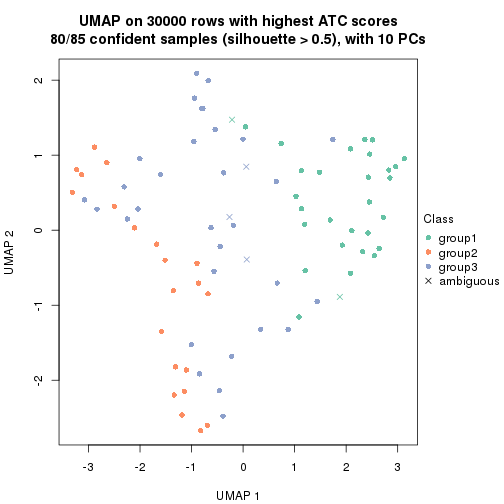 UMAP on 30000 rows with highest ATC scores
80/85 confident samples (silhouette > 0.5), with 10 PCs
UMAP 2
2
1
0
-1
-2
-3
-2
-1
0
1
2
3
UMAP 1
Class
group1
group2
group3
ambiguous